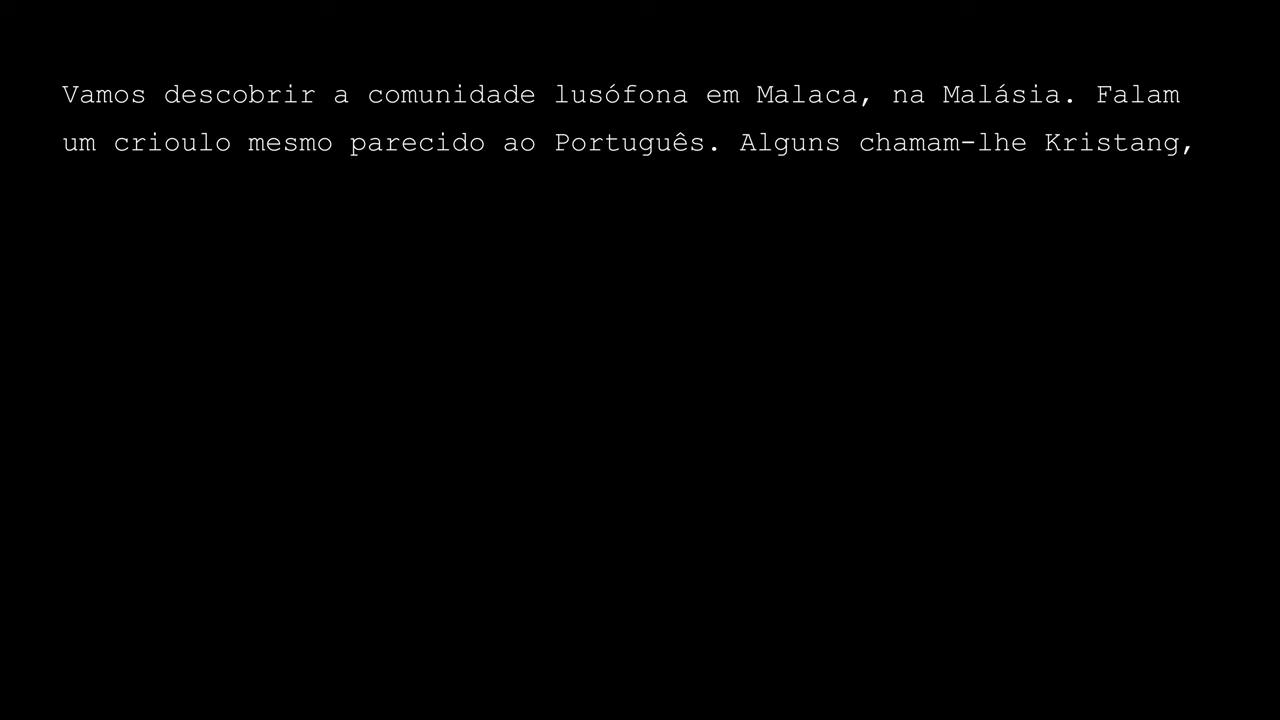 Vamos descobrir a comunidade lusófona em Malaca, na Malásia. Falam
um crioulo mesmo parecido ao Português. Alguns chamam-lhe Kristang,